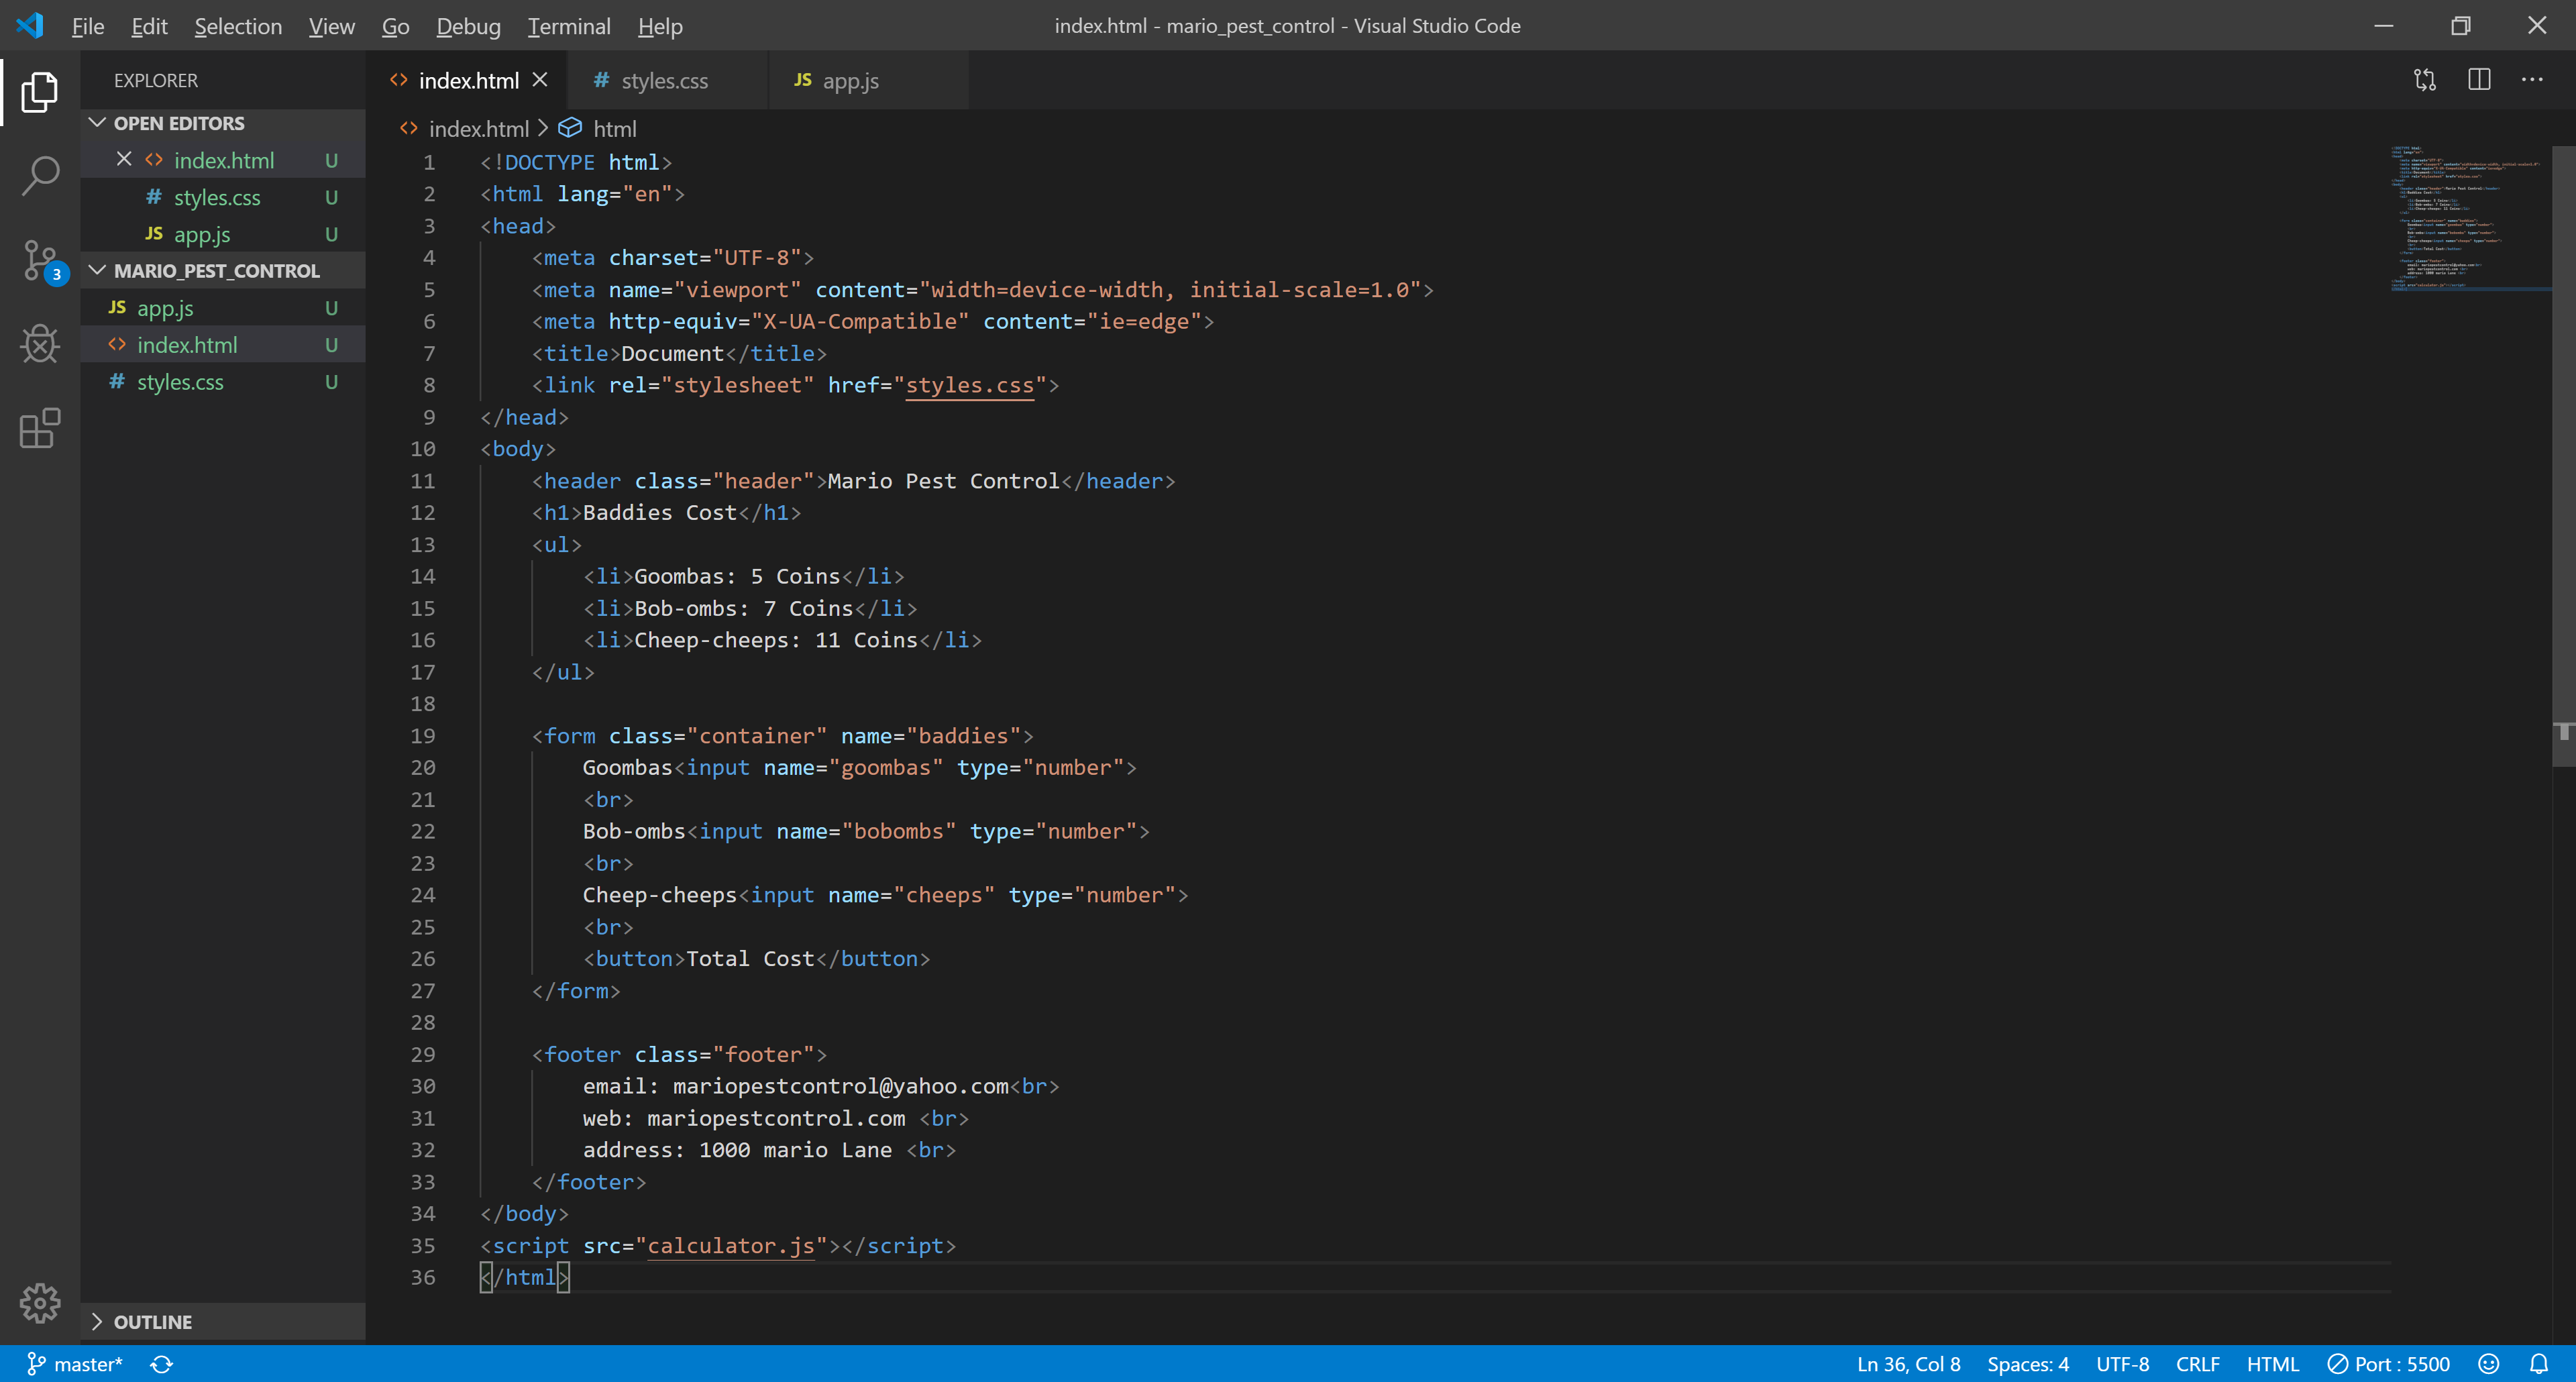 File Edit Selection View Go Debug Terminal Help index.html - mario_pest_control - Visual Studio Code
EXPLORER
OPEN EDITORS
index.html U
# styles.css U
JS app.js U
MARIO_PEST_CONTROL
JS app.js U
index.html U
# styles.css U
3
OUTLINE
<> index.html # styles.css JS app.js
<> index.html > html
1 <!DOCTYPE html>
2 <html lang="en">
3 <head>
4 <meta charset="UTF-8">
5 <meta name="viewport" content="width=device-width, initial-scale=1.0">
6 <meta http-equiv="X-UA-Compatible" content="ie=edge">
7 <title>Document</title>
8 <link rel="stylesheet" href="styles.css">
9 </head>
10 <body>
11 <header class="header">Mario Pest Control</header>
12 <h1>Baddies Cost</h1>
13 <ul>
14 <li>Goombas: 5 Coins</li>
15 <li>Bob-ombs: 7 Coins</li>
16 <li>Cheep-cheeps: 11 Coins</li>
17 </ul>
18
19 <form class="container" name="baddies">
20 Goombas<input name="goombas" type="number">
21 <br>
22 Bob-ombs<input name="bobombs" type="number">
23 <br>
24 Cheep-cheeps<input name="cheeps" type="number">
25 <br>
26 <button>Total Cost</button>
27 </form>
28
29 <footer class="footer">
30 email: mariopestcontrol@yahoo.com<br>
31 web: mariopestcontrol.com <br>
32 address: 1000 mario Lane <br>
33 </footer>
34 </body>
35 <script src="calculator.js"></script>
36 </html>
master* Ln 36, Col 8 Spaces: 4 UTF-8 CRLF HTML Port : 5500